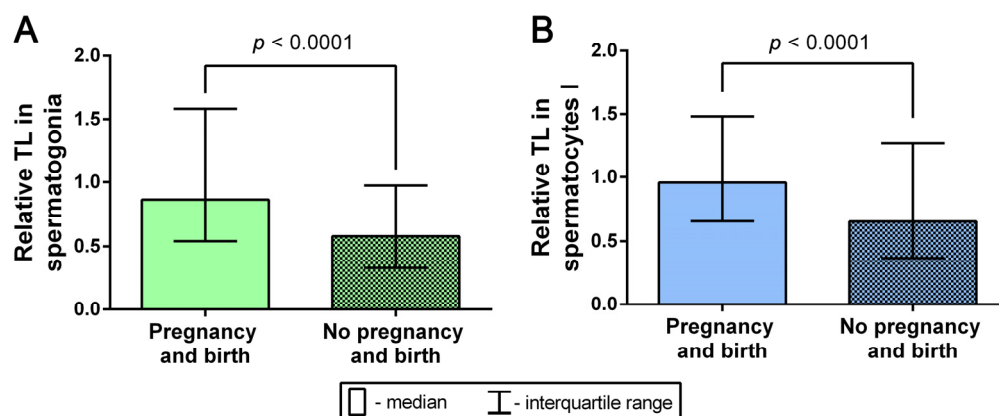 A
p < 0.0001
Relative TL in
spermatogonia
2.0
1.5
1.0
0.5
0.0
Pregnancy
and birth
No pregnancy
and birth
B
p < 0.0001
Relative TL in
spermatocytes I
2.0
1.5
1.0
0.5
0.0
Pregnancy
and birth
No pregnancy
and birth
- median
- interquartile range